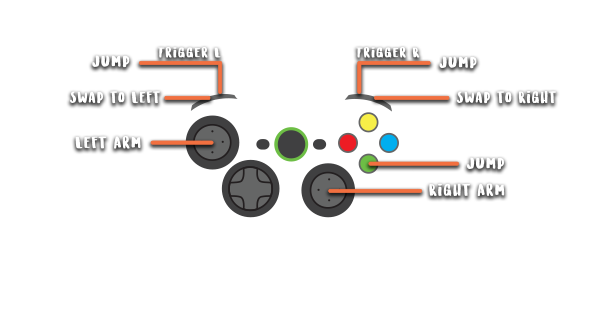 TRIGGER L
TRIGGER R
JUMP
JUMP
SWAP TO LEFT
SWAP TO RIGHT
LEFT ARM
JUMP
RIGHT ARM